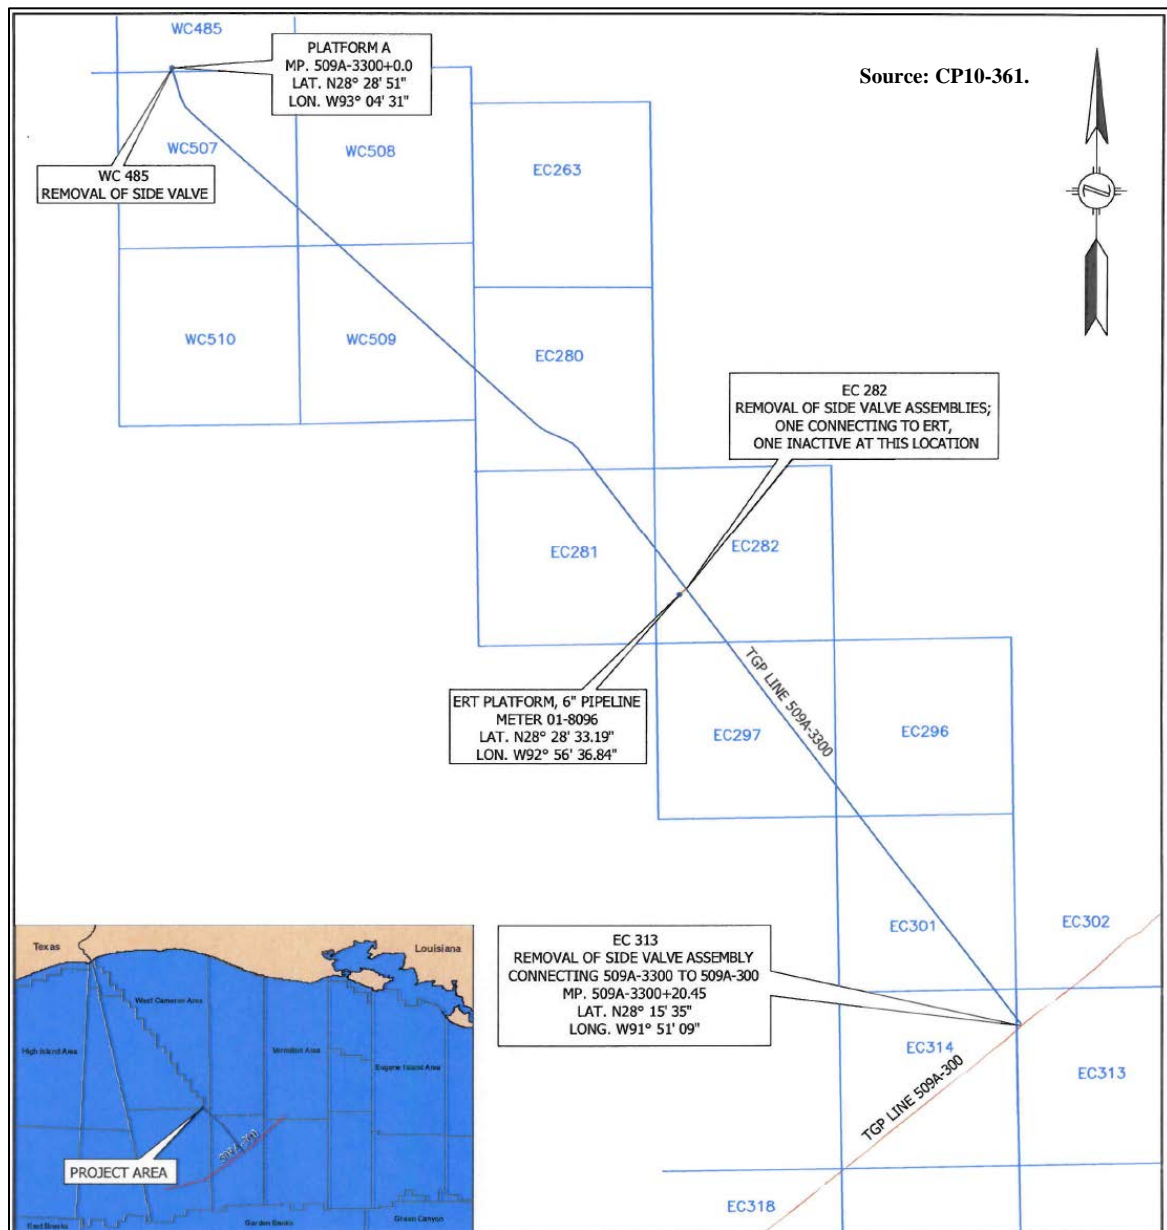 WC485
PLATFORM A
MP. 509A-3300+0.0
LAT. N28° 28' 51"
LON. W93° 04' 31"
Source: CP10-361.
WC507
WC508
EC263
WC 485
REMOVAL OF SIDE VALVE
WC510
WC509
EC280
EC 282
REMOVAL OF SIDE VALVE ASSEMBLIES;
ONE CONNECTING TO ERT,
ONE INACTIVE AT THIS LOCATION
EC281
EC282
TGP LINE 509A-3300
ERT PLATFORM, 6" PIPELINE
METER 01-8096
LAT. N28° 28' 33.19"
LON. W92° 56' 36.84"
EC297
EC296
EC301
EC302
EC 313
REMOVAL OF SIDE VALVE ASSEMBLY
CONNECTING 509A-3300 TO 509A-300
MP. 509A-3300+20.45
LAT. N28° 15' 35"
LONG. W91° 51' 09"
EC314
EC313
TGP LINE 509A-300
EC318
Texas
Louisiana
West Cameron Area
High Island Area
Vermilion Area
Eugene Island Area
PROJECT AREA
East Breaks
Garden Banks
Green Canyon